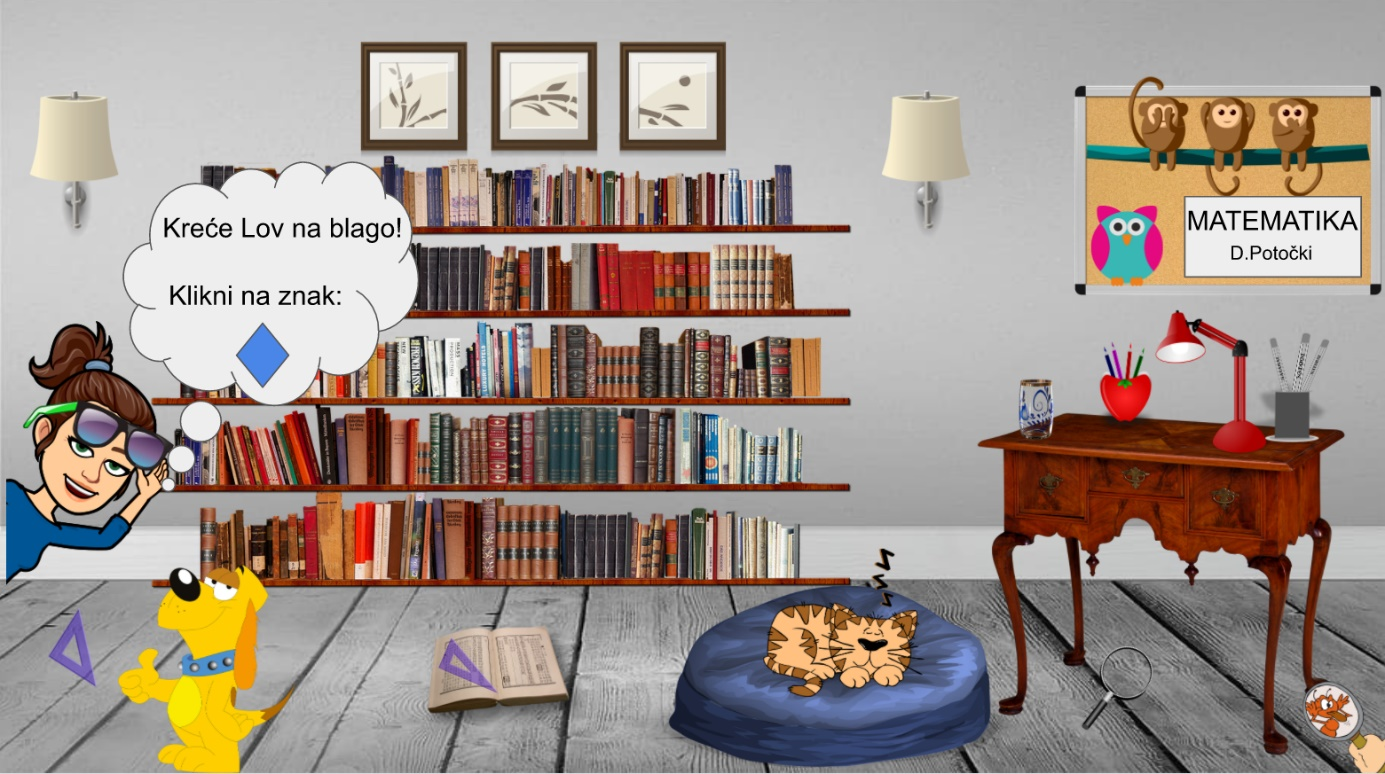 Kreće Lov na blago!
Klikni na znak:
MATEMATIKA
D.Potočki